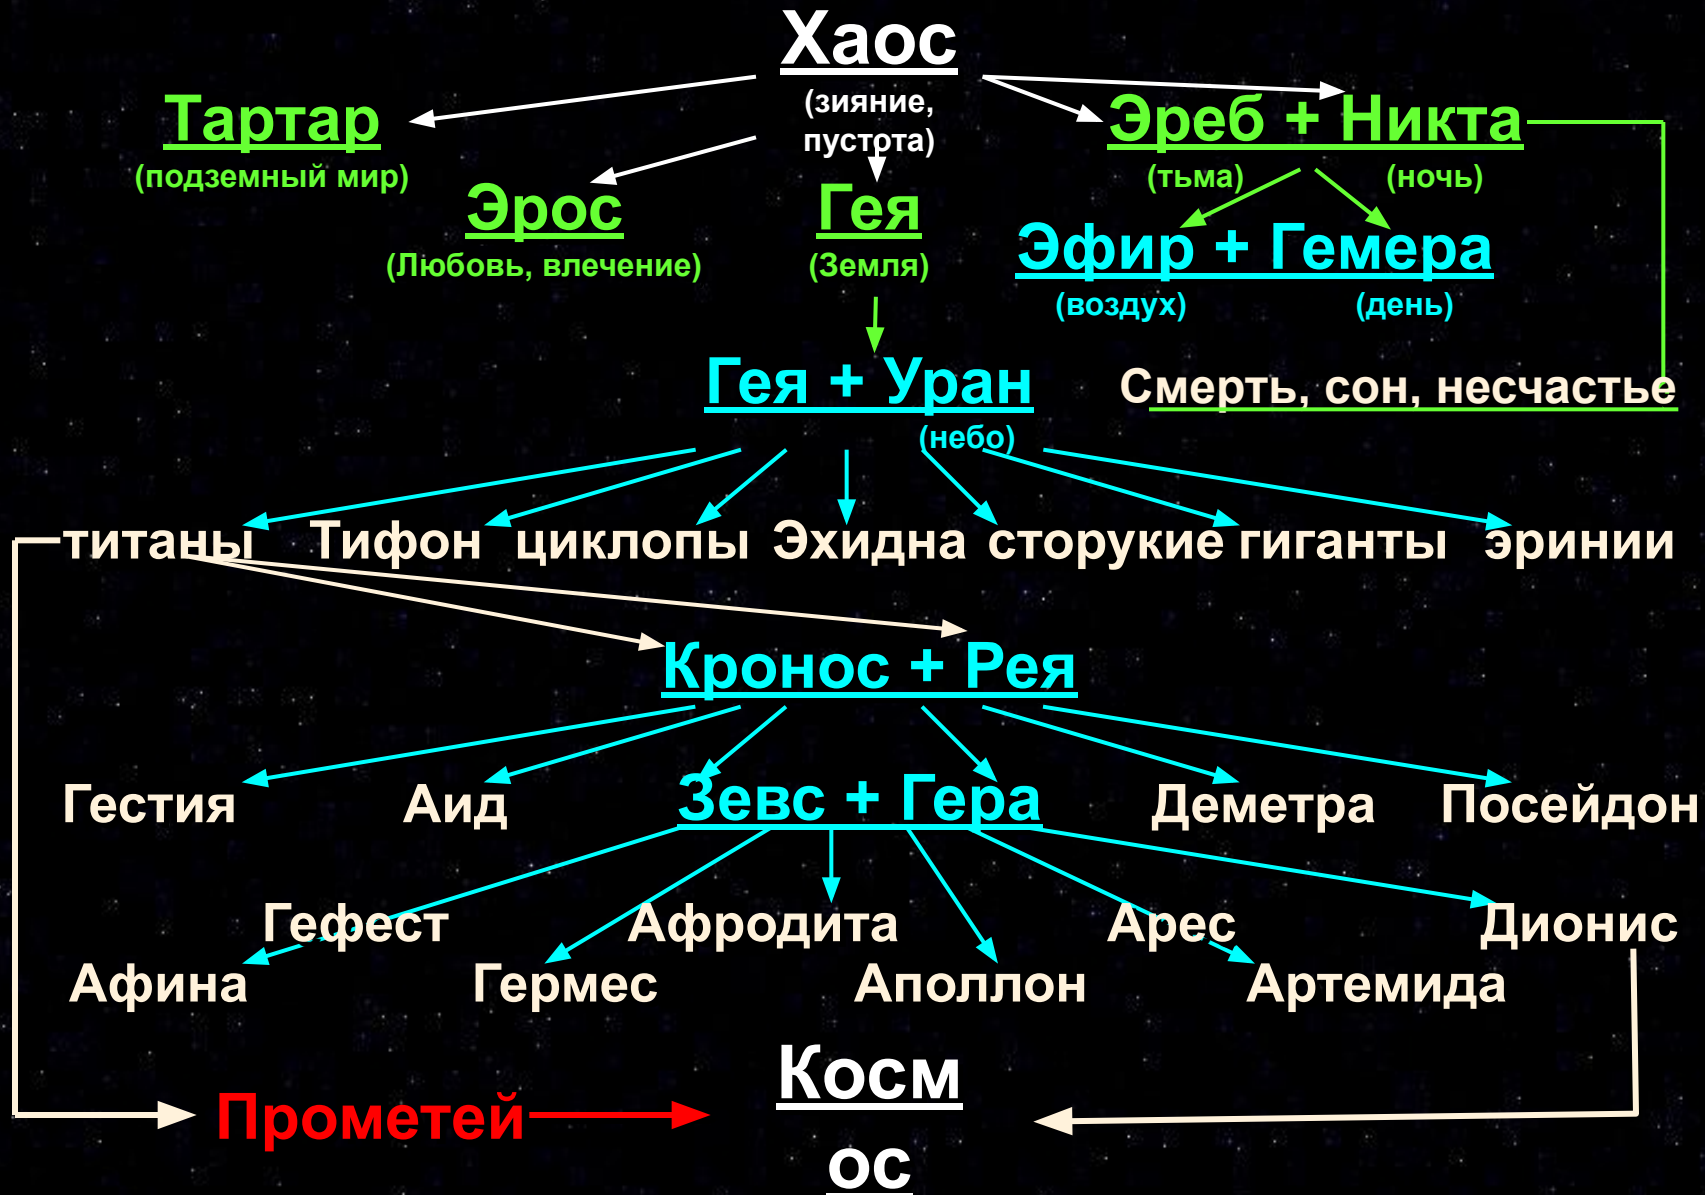 Хаос
(зияние,
пустота)
Тартар
(подземный мир)
Эреб + Никта
(тьма) (ночь)
Эрос
(Любовь, влечение)
Гея
(Земля)
Эфир + Гемера
(воздух) (день)
Гея + Уран
(небо)
Смерть, сон, несчастье
титаны Тифон циклопы Эхидна сторукие гиганты эринии
Кронос + Рея
Гестия Аид Зевс + Гера Деметра Посейдон
Гефест Афродита Арес Дионис
Афина Гермес Аполлон Артемида
Прометей
Косм
ос